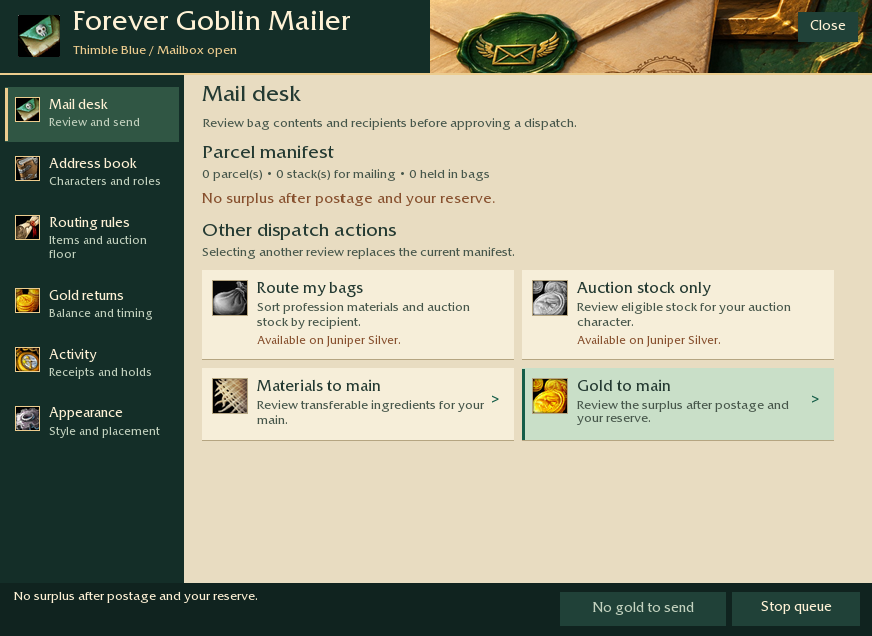 Forever Goblin Mailer
Thimble Blue / Mailbox open
Close
Mail desk
Review and send
Address book
Characters and roles
Routing rules
Items and auction
floor
Gold returns
Balance and timing
Activity
Receipts and holds
Appearance
Style and placement
Mail desk
Review bag contents and recipients before approving a dispatch.
Parcel manifest
0 parcel(s) • 0 stack(s) for mailing • 0 held in bags
No surplus after postage and your reserve.
Other dispatch actions
Selecting another review replaces the current manifest.
Route my bags
Sort profession materials and auction
stock by recipient.
Available on Juniper Silver.
Auction stock only
Review eligible stock for your auction
character.
Available on Juniper Silver.
Materials to main
Review transferable ingredients for your
main.
>
Gold to main
Review the surplus after postage and
your reserve.
>
No surplus after postage and your reserve.
No gold to send
Stop queue